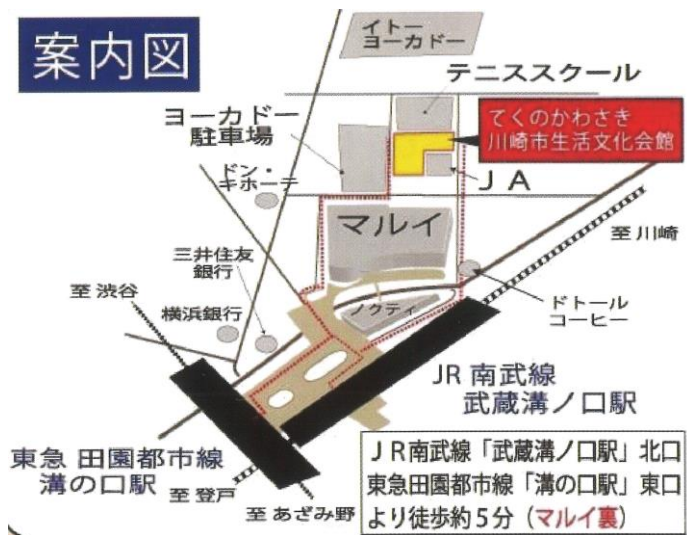 案内図
イトー
ヨーカドー
テニススクール
てくのかわさき
川崎市生活文化会館
ヨーカドー
駐車場
ドン・
キホーテ
JA
マルイ
至 川崎
三井住友
銀行
至 渋谷
横浜銀行
ノクティ
ドトール
コーヒー
JR 南武線
武蔵溝ノ口駅
東急 田園都市線
溝の口駅
至 登戸
至 あざみ野
JR南武線「武蔵溝ノ口駅」北口
東急田園都市線「溝の口駅」東口
より徒歩約5分（マルイ裏）